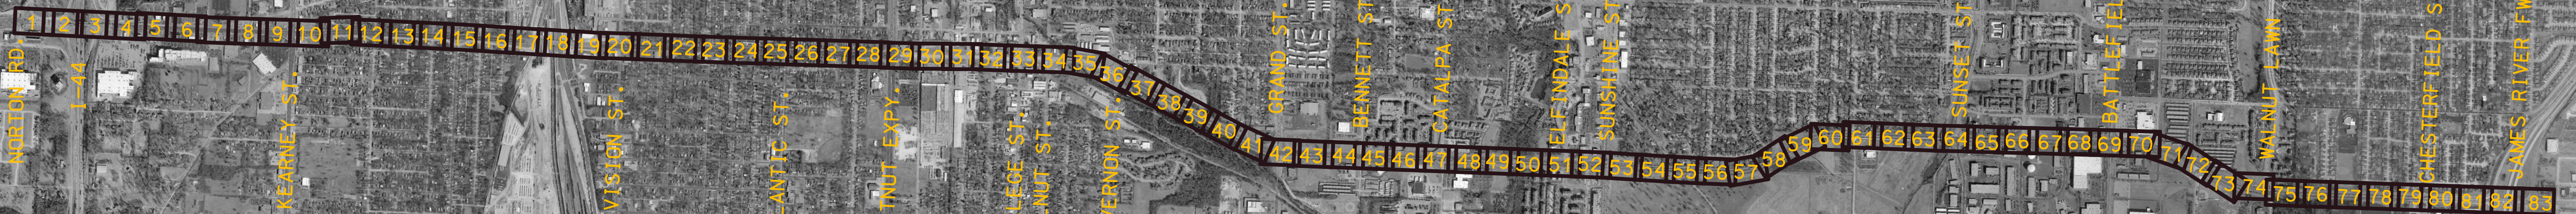 1 2 3 4 5 6 7 8 9 10 11 12 13 14 15 16 17 18 19 20 21 22 23 24 25 26 27 28 29 30 31 32 33 34 35 36 37 38 39 40 41 42 43 44 45 46 47 48 49 50 51 52 53 54 55 56 57 58 59 60 61 62 63 64 65 66 67 68 69 70 71 72 73 74 75 76 77 78 79 80 81 82 83
NORTON RD.
I-44
KEARNEY ST.
VISION ST.
LANTIC ST.
TNUT EXPY.
LEGE ST.
LNUT ST.
VERNON ST.
GRAND ST.
BENNETT ST
CATALPA ST
ELFINDALE S
SUNSHINE ST
SUNSET ST
BATTLEFIEL
WALNUT LAWN
CHESTERFIELD S
JAMES RIVER FW